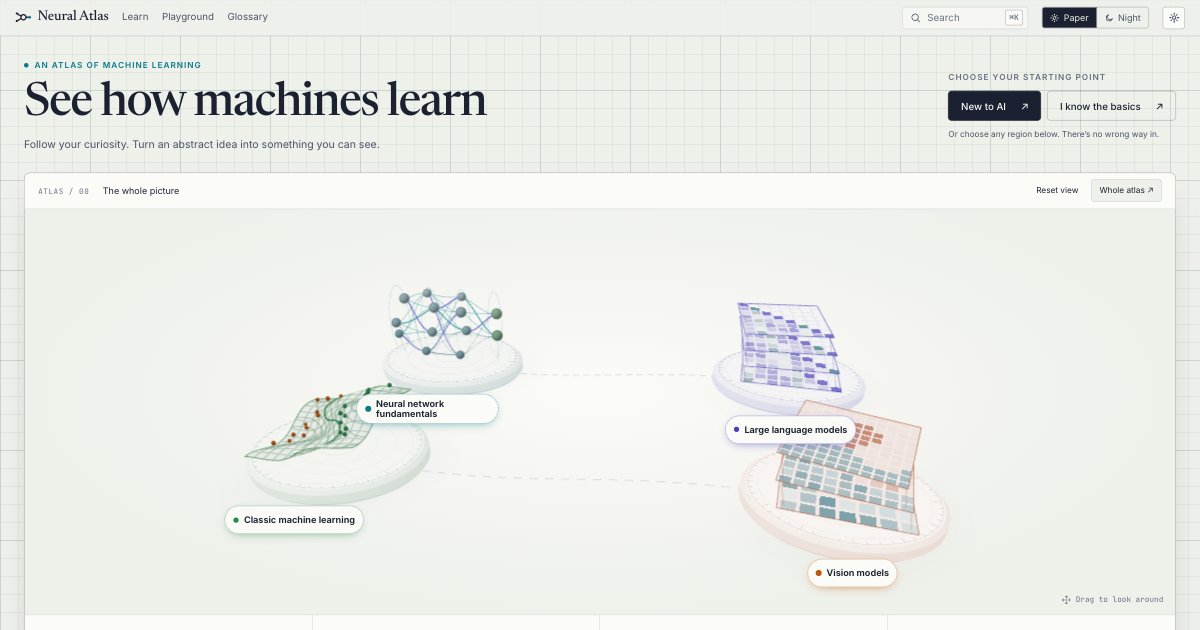 Neural Atlas Learn Playground Glossary Search ⌘K Paper Night
AN ATLAS OF MACHINE LEARNING
See how machines learn
Follow your curiosity. Turn an abstract idea into something you can see.
CHOOSE YOUR STARTING POINT
New to AI ↗ I know the basics ↗
Or choose any region below. There's no wrong way in.
ATLAS / 00 The whole picture Reset view Whole atlas ↗
Neural network
fundamentals
Large language models
Classic machine learning
Vision models
Drag to look around